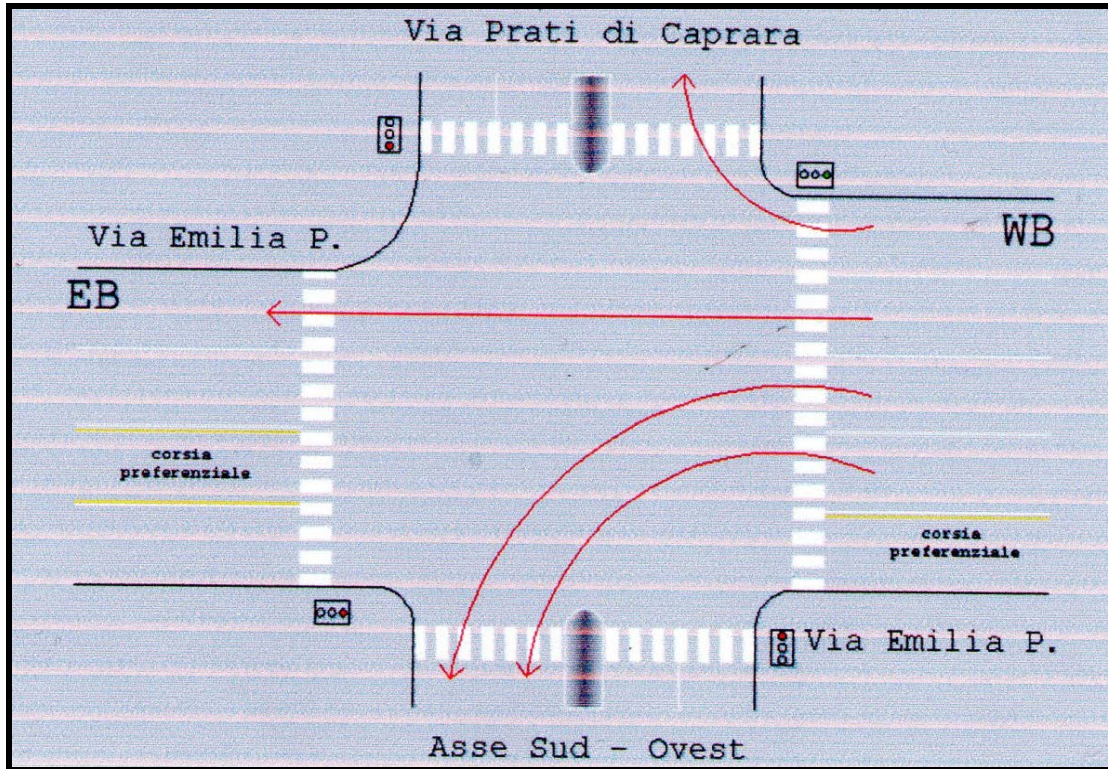 Via Prati di Caprara
Via Emilia P.
WB
EB
corsia
preferenziale
corsia
preferenziale
Via Emilia P.
Asse Sud - Ovest